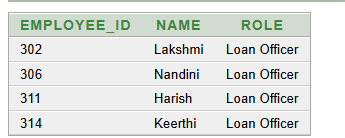 EMPLOYEE_ID NAME ROLE
302 Lakshmi Loan Officer
306 Nandini Loan Officer
311 Harish Loan Officer
314 Keerthi Loan Officer